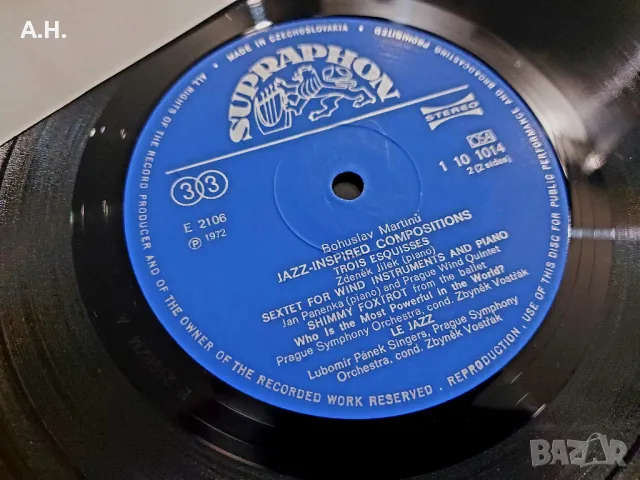 A.H.
MADE IN CZECHOSLOVAKIA
SUPRAPHON
STEREO
OSA
1 10 1014
2 (2 sides)
33
E 2106
Ⓟ 1972
Bohuslav Martinů
JAZZ-INSPIRED COMPOSITIONS
TROIS ESQUISSES
Zdeněk Jílek (piano)
SEXTET FOR WIND INSTRUMENTS AND PIANO
Jan Panenka (piano) and Prague Wind Quintet
SHIMMY FOXTROT from the ballet
Who Is the Most Powerful in the World?
Prague Symphony Orchestra, cond. Zbyněk Vostřák
LE JAZZ
Lubomír Pánek Singers, Prague Symphony
Orchestra, cond. Zbyněk Vostřák
ALL RIGHTS OF THE RECORD PRODUCER AND OF THE OWNER OF THE RECORDED WORK RESERVED . REPRODUCTION, USE OF THIS DISC FOR PUBLIC PERFORMANCE AND BROADCASTING PROHIBITED
BAZAR